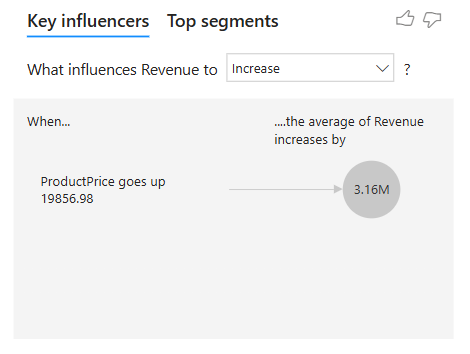 Key influencers Top segments
What influences Revenue to Increase ?
When...
....the average of Revenue
increases by
ProductPrice goes up
19856.98
3.16M